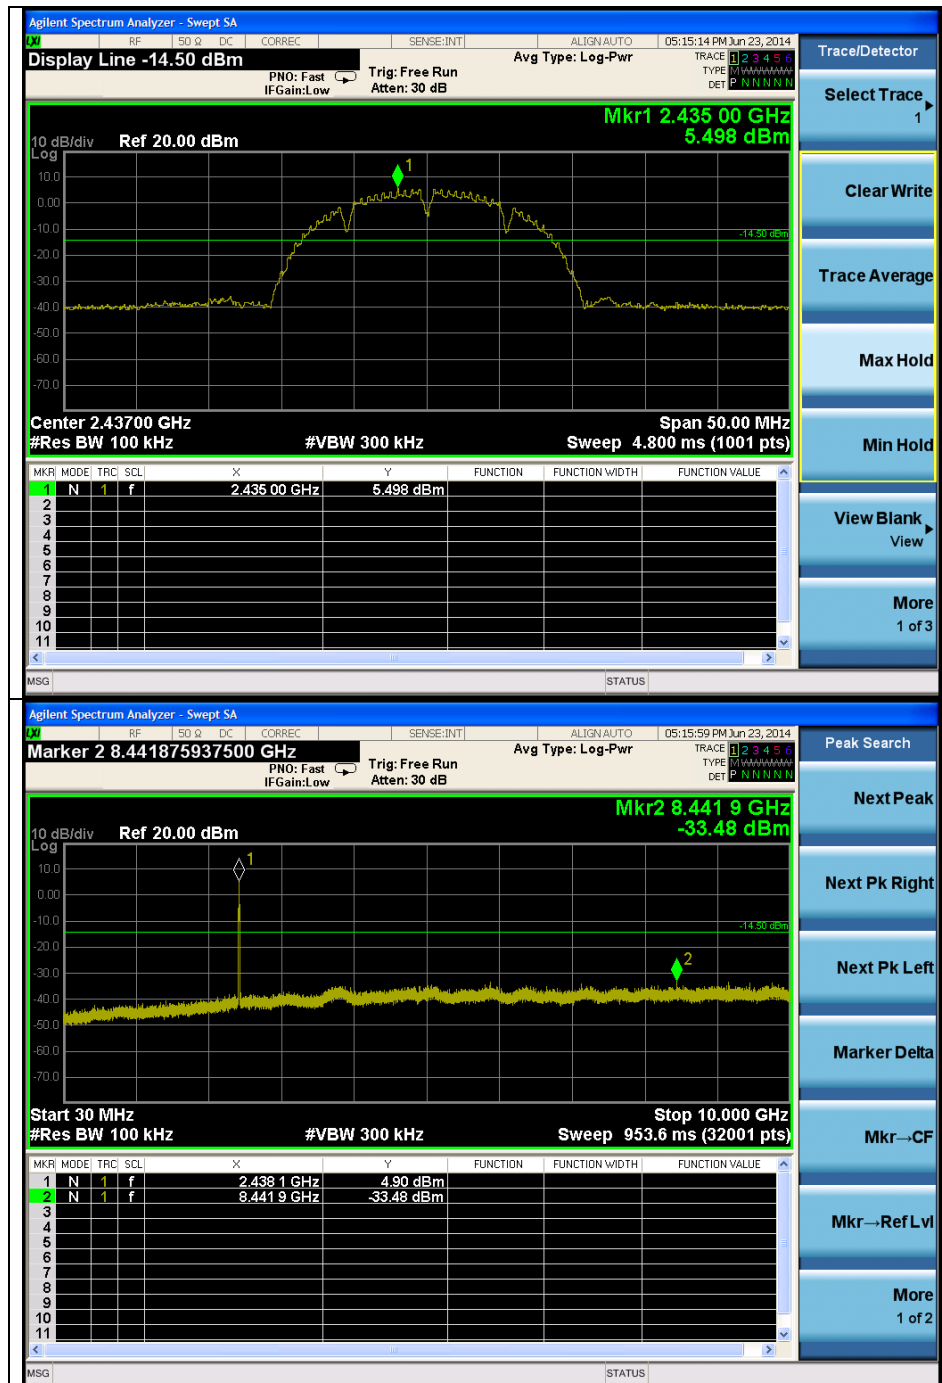 Agilent Spectrum Analyzer - Swept SA
LXI RF 50 Ω DC CORREC SENSE:INT ALIGN AUTO 05:15:14 PM Jun 23, 2014
Display Line -14.50 dBm
PNO: Fast
IFGain:Low
Trig: Free Run
Atten: 30 dB
Avg Type: Log-Pwr
TRACE 1 2 3 4 5 6
TYPE M W W W W W
DET P N N N N N
Mkr1 2.435 00 GHz
5.498 dBm
10 dB/div Ref 20.00 dBm
Log
1
10.0
0.00
-10.0
-14.50 dBm
-20.0
-30.0
-40.0
-50.0
-60.0
-70.0
Center 2.43700 GHz Span 50.00 MHz
#Res BW 100 kHz #VBW 300 kHz Sweep 4.800 ms (1001 pts)
MKR MODE TRC SCL X Y FUNCTION FUNCTION WIDTH FUNCTION VALUE
1 N 1 f 2.435 00 GHz 5.498 dBm
2
3
4
5
6
7
8
9
10
11
MSG STATUS
Trace/Detector
Select Trace
1
Clear Write
Trace Average
Max Hold
Min Hold
View Blank
View
More
1 of 3
Agilent Spectrum Analyzer - Swept SA
LXI RF 50 Ω DC CORREC SENSE:INT ALIGN AUTO 05:15:59 PM Jun 23, 2014
Marker 2 8.441875937500 GHz
PNO: Fast
IFGain:Low
Trig: Free Run
Atten: 30 dB
Avg Type: Log-Pwr
TRACE 1 2 3 4 5 6
TYPE M W W W W W
DET P N N N N N
Mkr2 8.441 9 GHz
-33.48 dBm
10 dB/div Ref 20.00 dBm
Log
1
10.0
0.00
-10.0
-14.50 dBm
-20.0
2
-30.0
-40.0
-50.0
-60.0
-70.0
Start 30 MHz Stop 10.000 GHz
#Res BW 100 kHz #VBW 300 kHz Sweep 953.6 ms (32001 pts)
MKR MODE TRC SCL X Y FUNCTION FUNCTION WIDTH FUNCTION VALUE
1 N 1 f 2.438 1 GHz 4.90 dBm
2 N 1 f 8.441 9 GHz -33.48 dBm
3
4
5
6
7
8
9
10
11
MSG STATUS
Peak Search
Next Peak
Next Pk Right
Next Pk Left
Marker Delta
Mkr→CF
Mkr→Ref Lvl
More
1 of 2